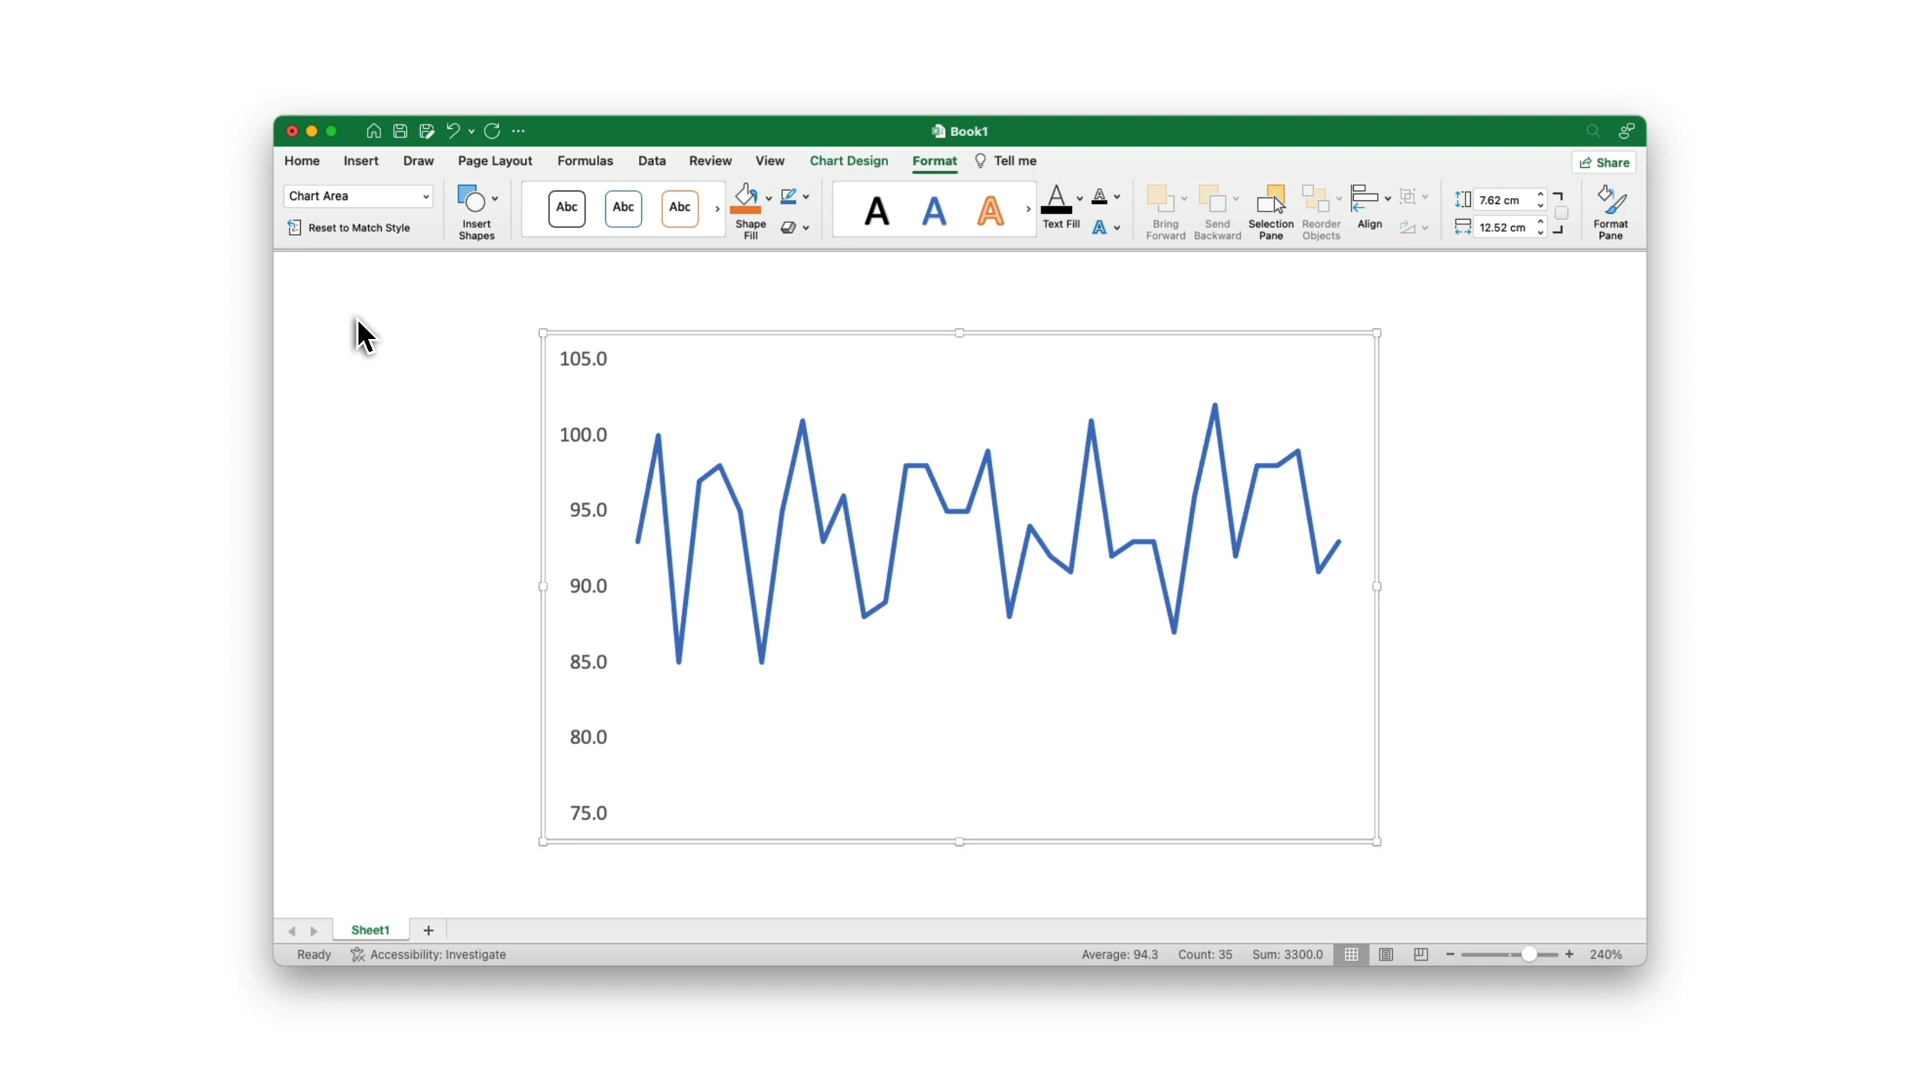 Book1
Home Insert Draw Page Layout Formulas Data Review View Chart Design Format Tell me Share
Chart Area
Reset to Match Style
Insert Shapes
Abc Abc Abc
Shape Fill
A A A
A Text Fill
A
A
Bring Forward
Send Backward
Selection Pane
Reorder Objects
Align
7.62 cm
12.52 cm
Format Pane
105.0
100.0
95.0
90.0
85.0
80.0
75.0
Sheet1 +
Ready Accessibility: Investigate Average: 94.3 Count: 35 Sum: 3300.0 − + 240%